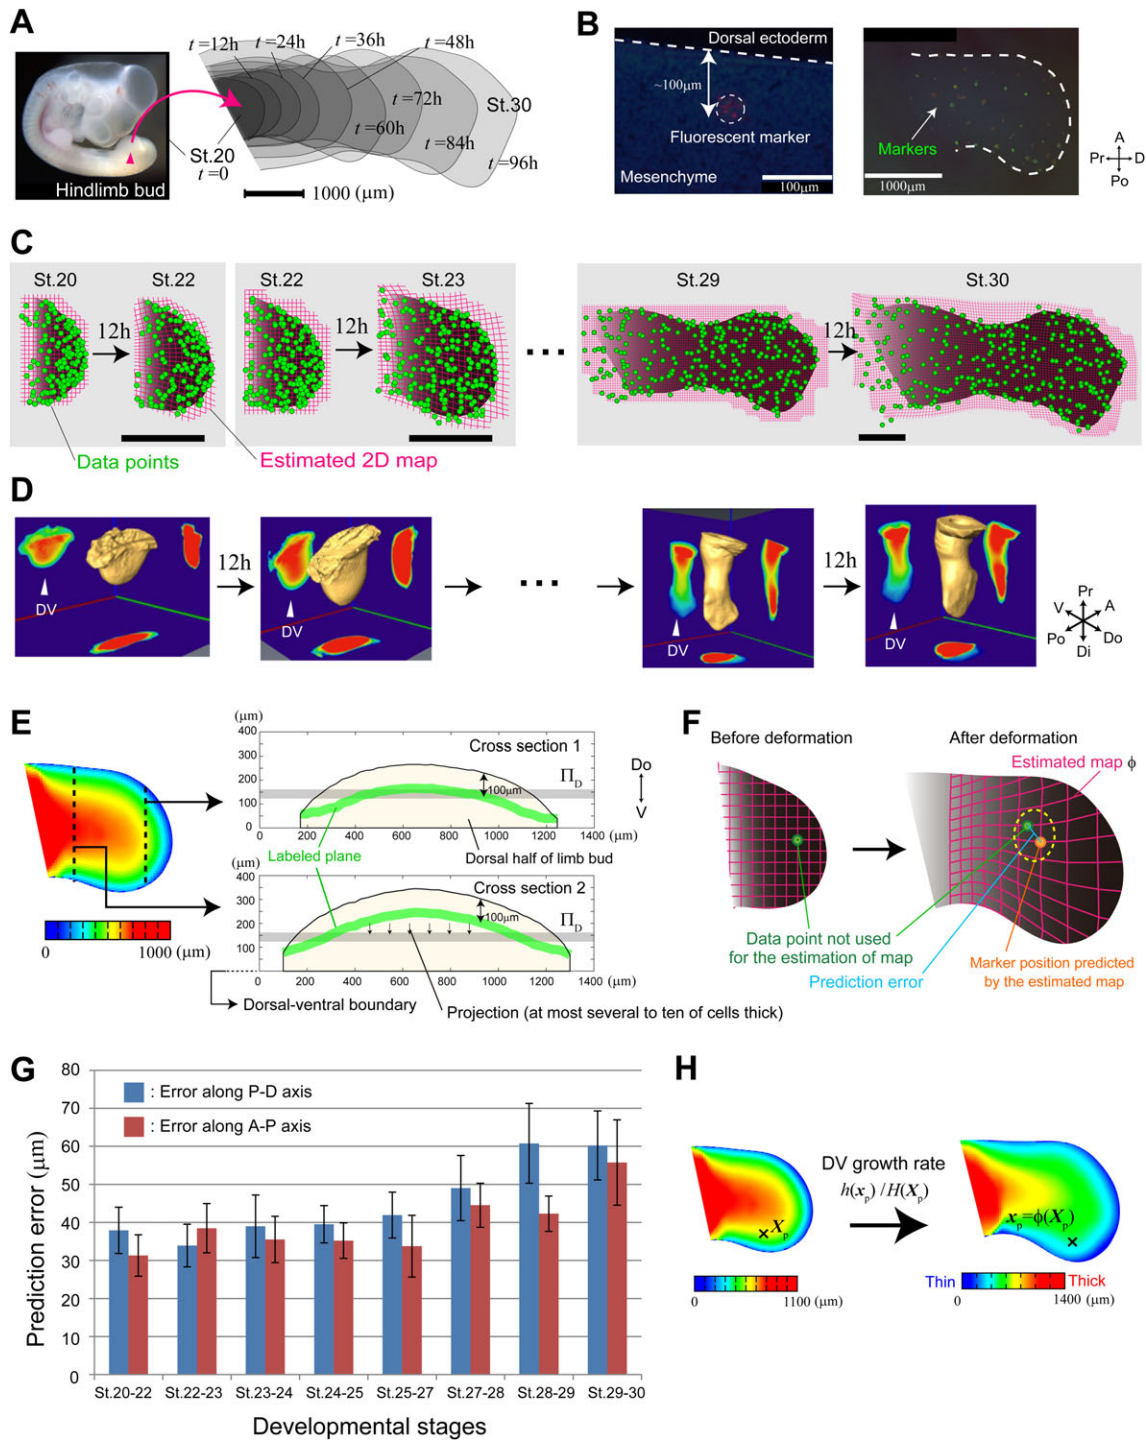 A
t =12h
t =24h
t =36h
t =48h
t =72h
t =60h
t =84h
t =96h
St.30
St.20
t =0
Hindlimb bud
1000 (μm)
B
Dorsal ectoderm
~100μm
Fluorescent marker
Mesenchyme
100μm
Markers
1000μm
A
Pr
D
Po
C
St.20
St.22
St.22
St.23
St.29
St.30
12h
12h
12h
...
Data points
Estimated 2D map
D
12h
...
12h
DV
DV
DV
DV
Pr
V
A
Po
Do
Di
E
0
1000
(μm)
(μm)
400
300
200
100
0
Cross section 1
Π_D
100μm
200
400
600
800
1000
1200
1400
(μm)
Do
V
Labeled plane
Dorsal half of limb bud
(μm)
400
300
200
100
Cross section 2
Π_D
100μm
0
200
400
600
800
1000
1200
1400 (μm)
Dorsal-ventral boundary
Projection (at most several to ten of cells thick)
F
Before deformation
After deformation
Estimated map ϕ
Data point not used
for the estimation of map
Prediction error
Marker position predicted
by the estimated map
G
Prediction error (μm)
80
70
60
50
40
30
20
10
0
: Error along P-D axis
: Error along A-P axis
St.20-22
St.22-23
St.23-24
St.24-25
St.25-27
St.27-28
St.28-29
St.29-30
Developmental stages
H
DV growth rate
h(x_p) /H(X_p)
X_p
x_p=ϕ(X_p)
0
1100 (μm)
Thin
Thick
0
1400 (μm)